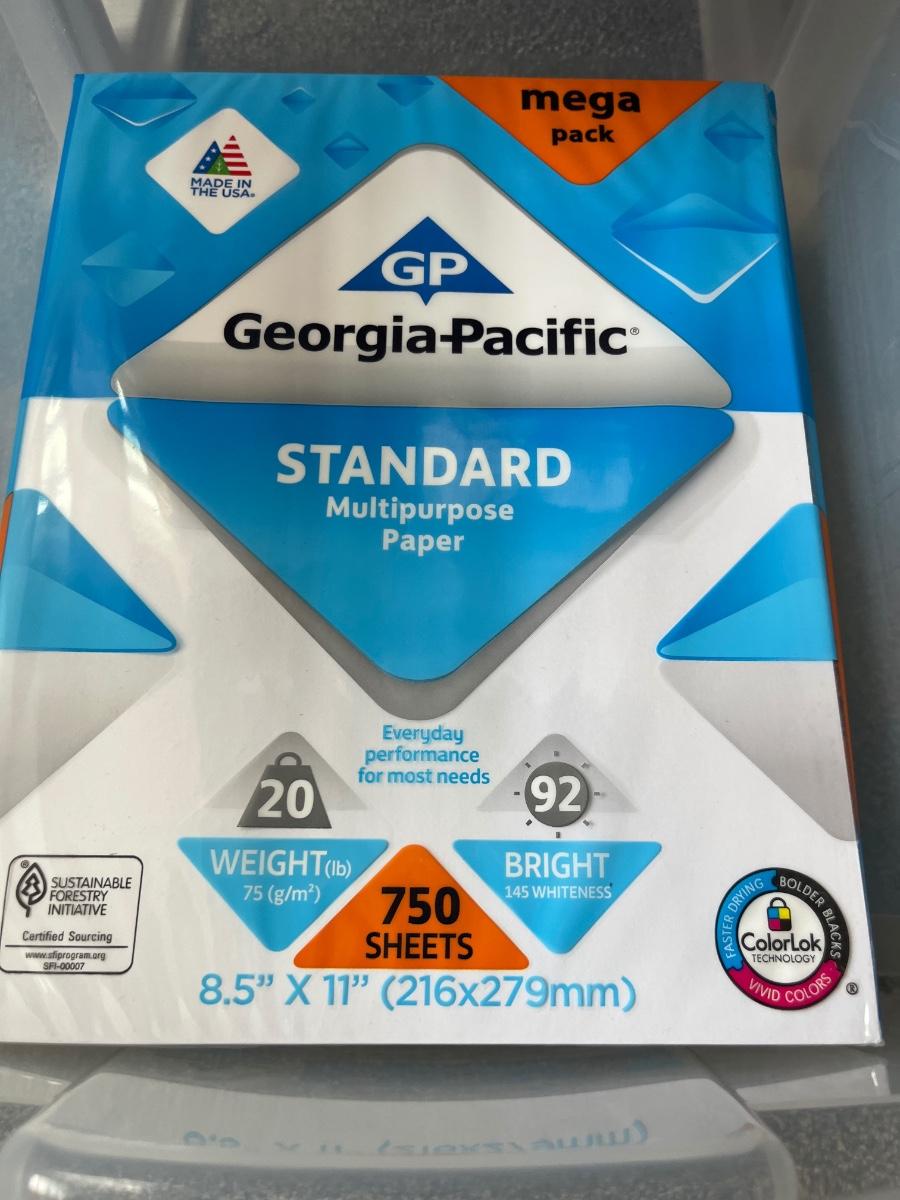 mega
pack
MADE IN
THE USA®
GP
Georgia-Pacific®
STANDARD
Multipurpose
Paper
Everyday
performance
for most needs
20
WEIGHT(lb)
75 (g/m²)
92
BRIGHT
145 WHITENESS
750
SHEETS
8.5” X 11” (216x279mm)
®
SUSTAINABLE
FORESTRY
INITIATIVE
Certified Sourcing
www.sfiprogram.org
SFI-00007
FASTER DRYING
BOLDER BLACKS
VIVID COLORS
ColorLok
TECHNOLOGY
®